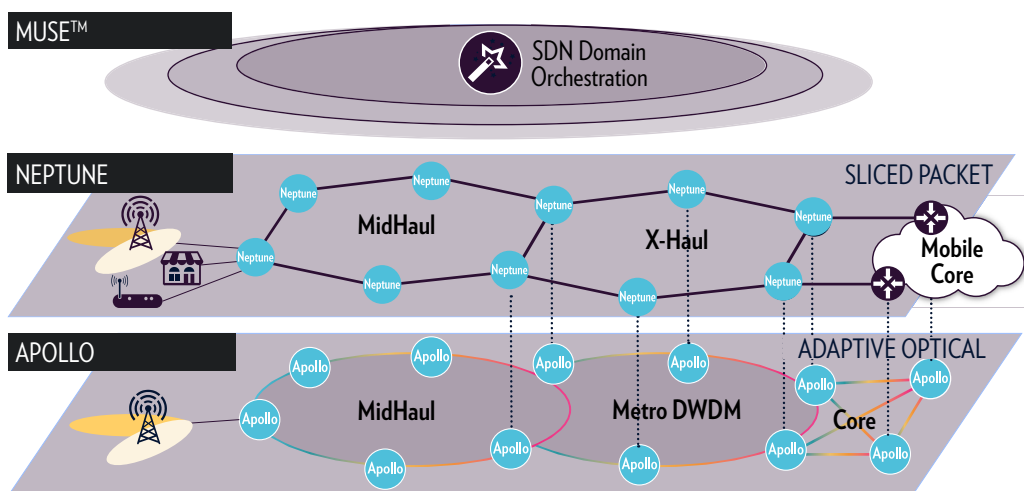 MUSE™
SDN Domain
Orchestration
NEPTUNE
SLICED PACKET
Neptune
Neptune
Neptune
Neptune
Neptune
MidHaul
X-Haul
Neptune
Neptune
Neptune
Neptune
Neptune
Mobile
Core
APOLLO
ADAPTIVE OPTICAL
Apollo
Apollo
Apollo
Apollo
Apollo
Apollo
Apollo
MidHaul
Metro DWDM
Core
Apollo
Apollo
Apollo
Apollo
Apollo